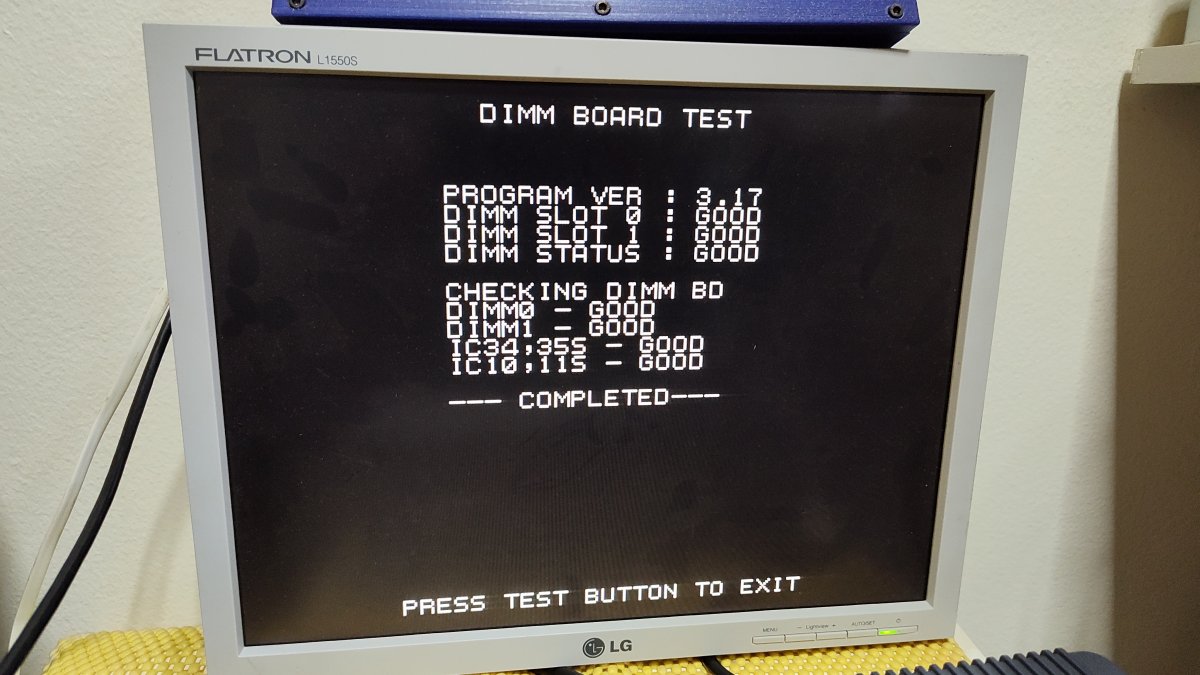 FLATRON L1550S
DIMM BOARD TEST
PROGRAM VER : 3.17
DIMM SLOT 0 : GOOD
DIMM SLOT 1 : GOOD
DIMM STATUS : GOOD
CHECKING DIMM BD
DIMM0 - GOOD
DIMM1 - GOOD
IC34,35S - GOOD
IC10,11S - GOOD
--- COMPLETED---
PRESS TEST BUTTON TO EXIT
MENU - Lightview + AUTO/SET
LG